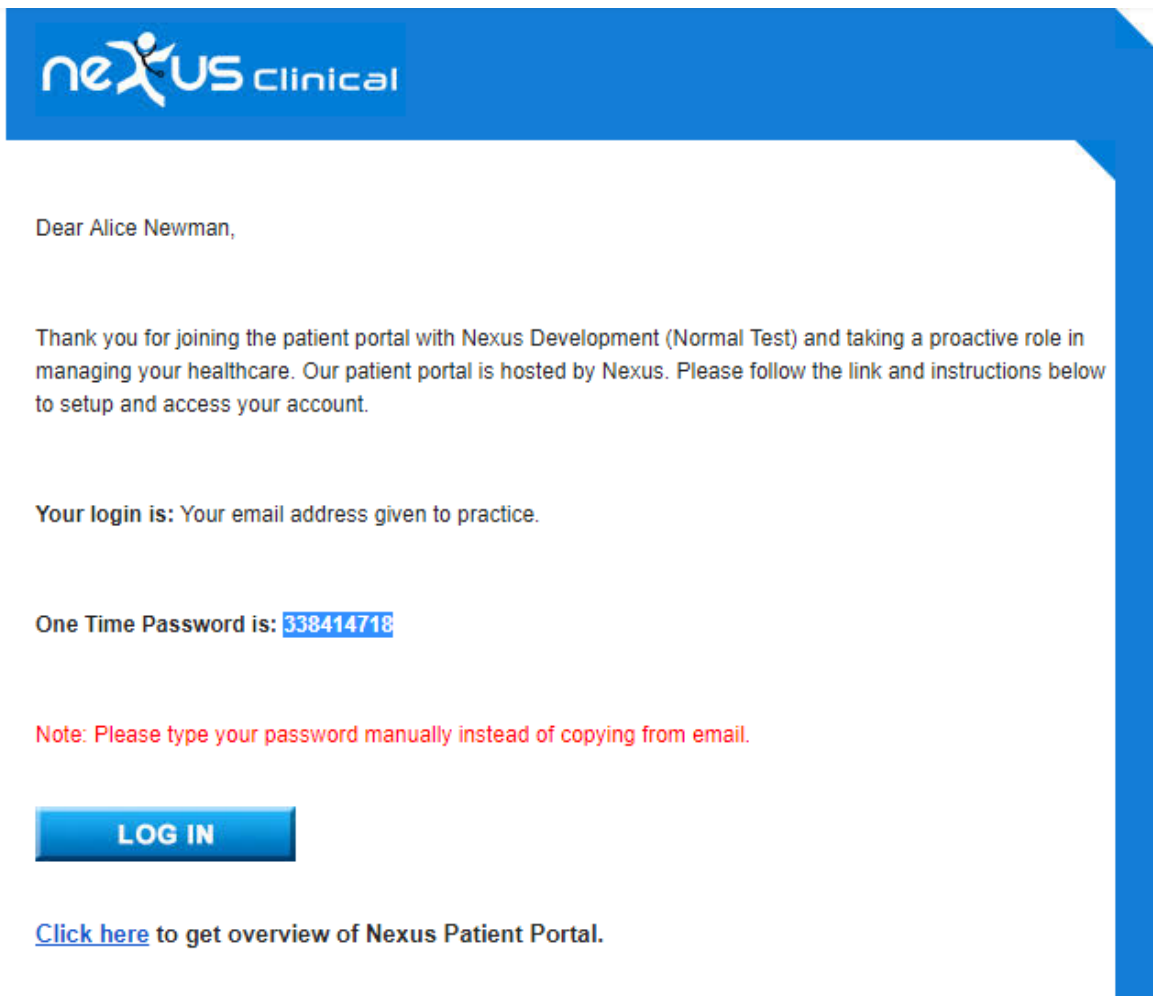 nexus clinical
Dear Alice Newman,
Thank you for joining the patient portal with Nexus Development (Normal Test) and taking a proactive role in
managing your healthcare. Our patient portal is hosted by Nexus. Please follow the link and instructions below
to setup and access your account.
Your login is: Your email address given to practice.
One Time Password is: 338414718
Note: Please type your password manually instead of copying from email.
LOG IN
Click here to get overview of Nexus Patient Portal.